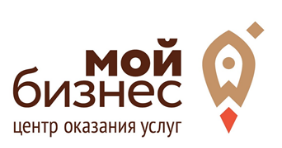 мой
бизнес
центр оказания услуг